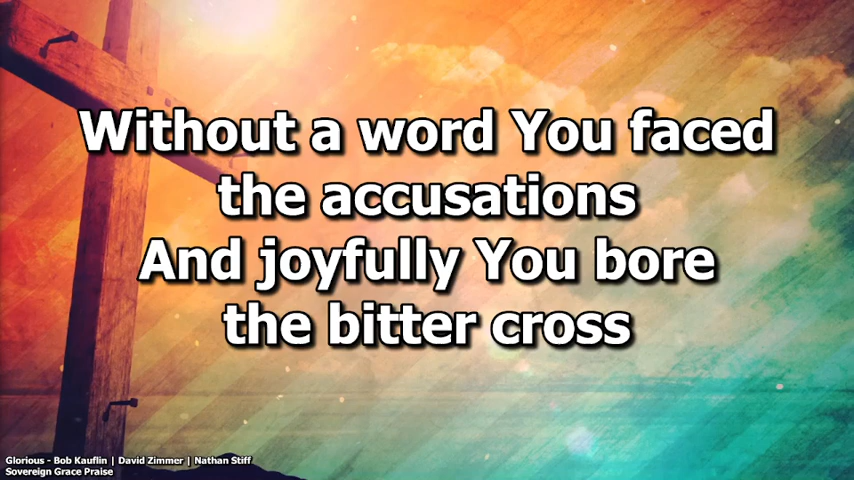 Without a word You faced
the accusations
And joyfully You bore
the bitter cross
Glorious - Bob Kauflin | David Zimmer | Nathan Stiff
Sovereign Grace Praise